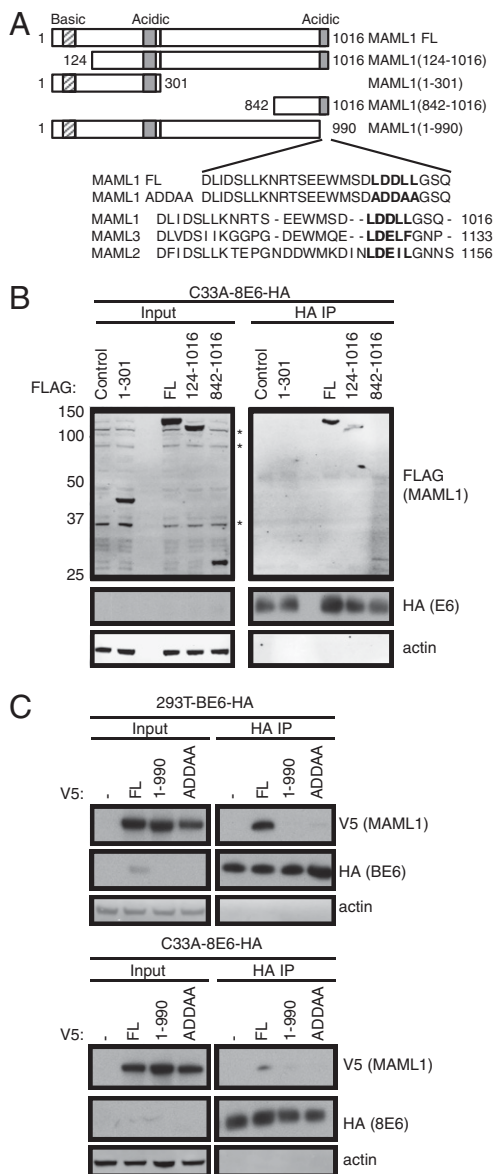 A
Basic Acidic Acidic
1 1016 MAML1 FL
124 1016 MAML1(124-1016)
1 301 MAML1(1-301)
842 1016 MAML1(842-1016)
1 990 MAML1(1-990)
MAML1 FL DLIDSLLKNRTSEEWMSDLDDLLGSQ
MAML1 ADDAA DLIDSLLKNRTSEEWMSDADDAAGSQ
MAML1 DLIDSLLKNRTS - EEWMSD - - LDDLLGSQ - 1016
MAML3 DLVDSIIKGGPG - DEWMQE - - LDELFGNP - 1133
MAML2 DFIDSLLKTEPGNDDWMKDINLDEILGNNS 1156
B
C33A-8E6-HA
Input HA IP
FLAG: Control 1-301 FL 124-1016 842-1016 Control 1-301 FL 124-1016 842-1016
150
100 *
*
50
FLAG
(MAML1)
37 *
25
HA (E6)
actin
C
293T-BE6-HA
Input HA IP
V5: - FL 1-990 ADDAA - FL 1-990 ADDAA
V5 (MAML1)
HA (BE6)
actin
C33A-8E6-HA
Input HA IP
V5: - FL 1-990 ADDAA - FL 1-990 ADDAA
V5 (MAML1)
HA (8E6)
actin